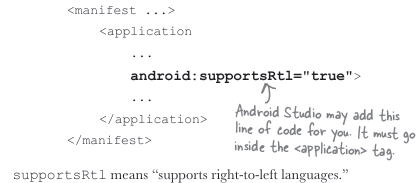 <manifest ...>
<application
...
android:supportsRtl="true">
...
</application>
</manifest>
Android Studio may add this
line of code for you. It must go
inside the <application> tag.
supportsRtl means “supports right-to-left languages.”